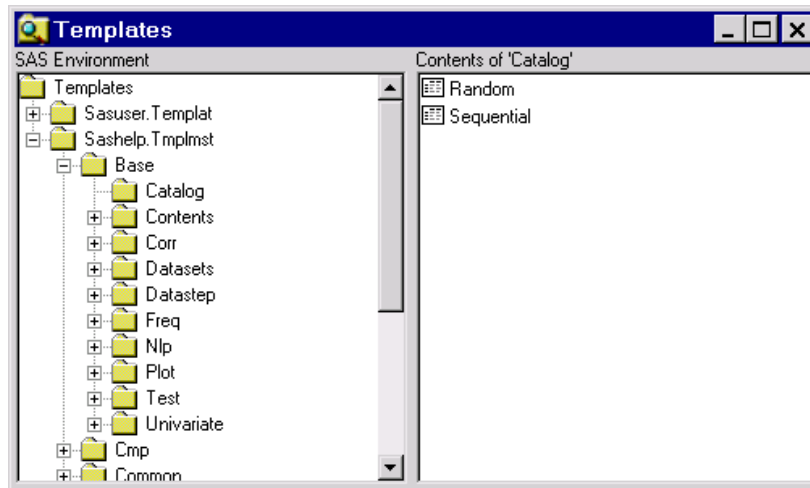 Templates
SAS Environment
Contents of 'Catalog'
Templates
Sasuser.Templat
Sashelp.Tmplmst
Base
Catalog
Contents
Corr
Datasets
Datastep
Freq
Nlp
Plot
Test
Univariate
Cmp
Common
Random
Sequential